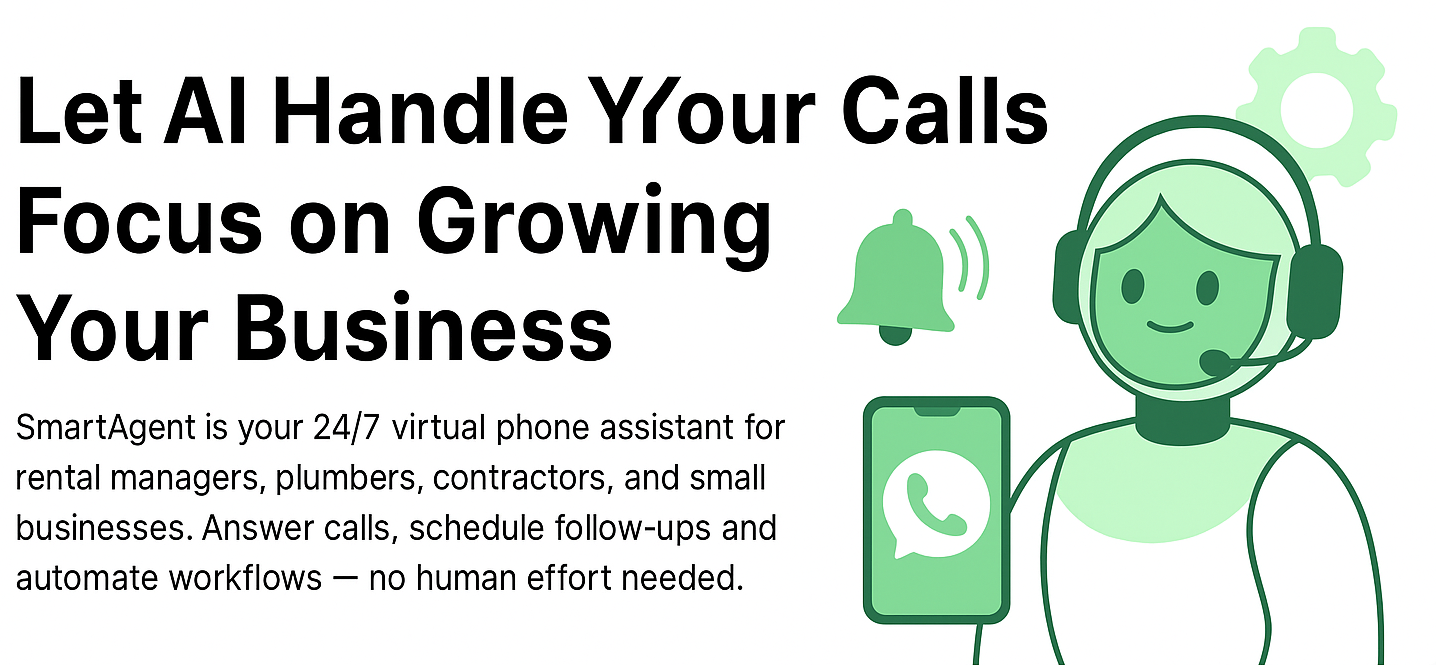 Let AI Handle YYour Calls
Focus on Growing
Your Business
SmartAgent is your 24/7 virtual phone assistant for
rental managers, plumbers, contractors, and small
businesses. Answer calls, schedule follow-ups and
automate workflows — no human effort needed.